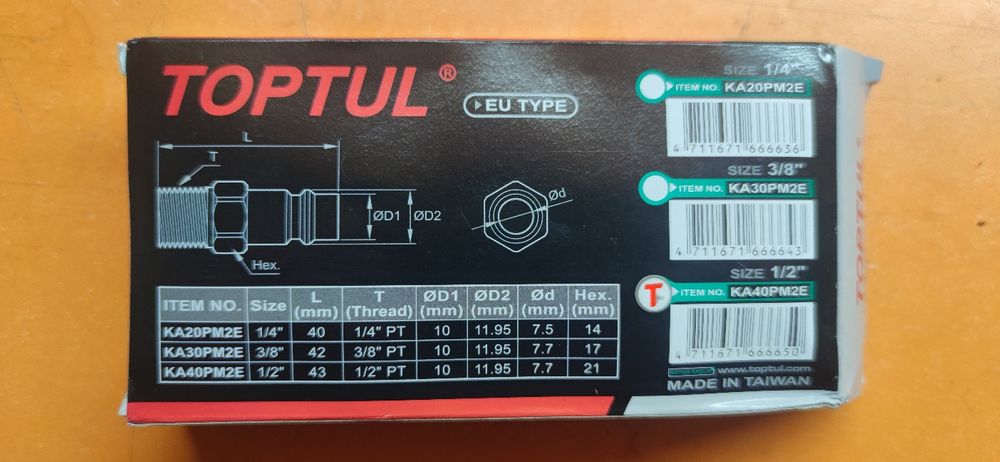 TOPTUL®
EU TYPE
SIZE 1/4"
ITEM NO. KA20PM2E
4 711671 666636
SIZE 3/8"
ITEM NO. KA30PM2E
4 711671 666643
SIZE 1/2"
T ITEM NO. KA40PM2E
4 711671 666650
www.toptul.com
MADE IN TAIWAN
L
T
ØD1
ØD2
Ød
Hex.
ITEM NO. Size L (mm) T (Thread) ØD1 (mm) ØD2 (mm) Ød (mm) Hex. (mm)
KA20PM2E 1/4" 40 1/4" PT 10 11.95 7.5 14
KA30PM2E 3/8" 42 3/8" PT 10 11.95 7.7 17
KA40PM2E 1/2" 43 1/2" PT 10 11.95 7.7 21
TOPTUL